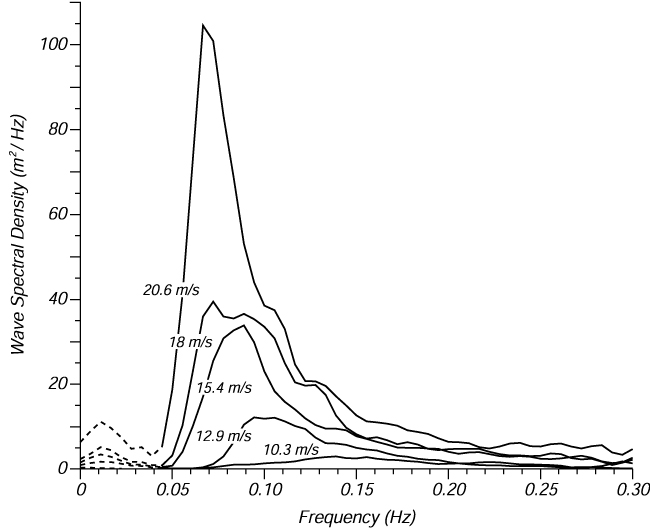 100
80
60
40
20
0
Wave Spectral Density (m²/ Hz)
20.6 m/s
18 m/s
15.4 m/s
12.9 m/s
10.3 m/s
0 0.05 0.10 0.15 0.20 0.25 0.30
Frequency (Hz)